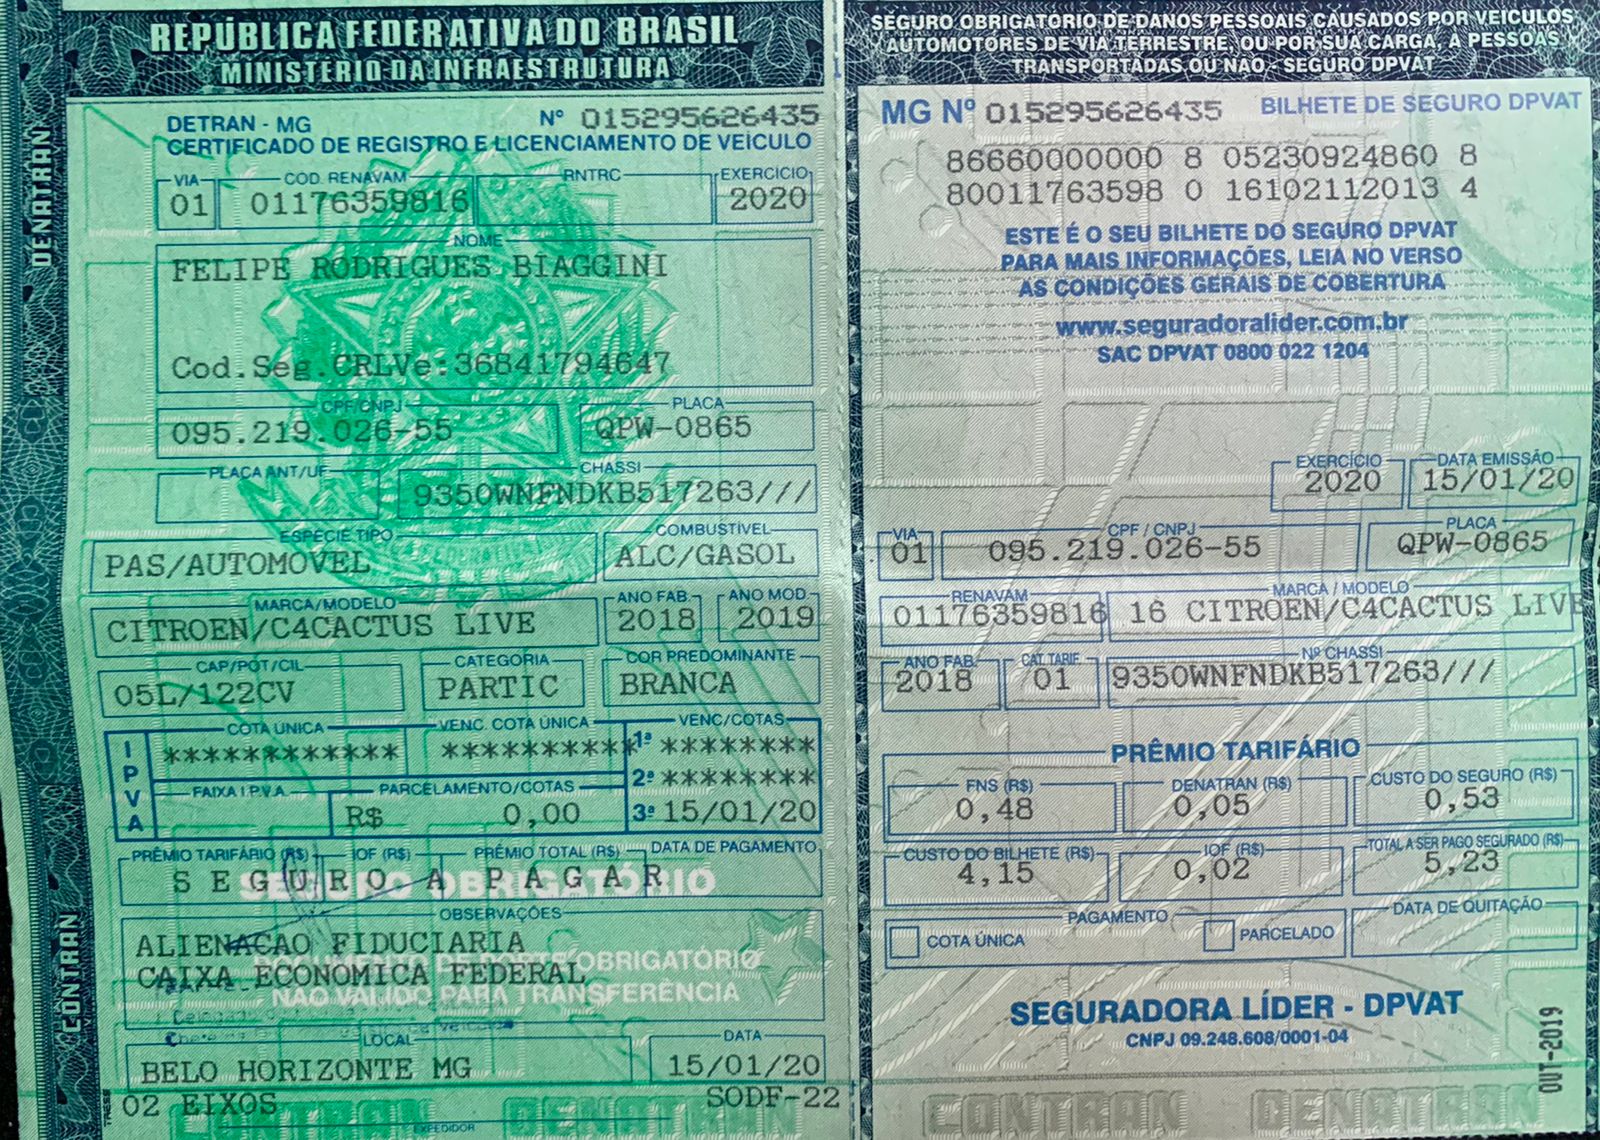 REPÚBLICA FEDERATIVA DO BRASIL
MINISTÉRIO DA INFRAESTRUTURA
DENATRAN
DETRAN - MG
Nº 015295626435
CERTIFICADO DE REGISTRO E LICENCIAMENTO DE VEÍCULO
VIA
01
COD. RENAVAM
01176359816
RNTRC
EXERCÍCIO
2020
NOME
FELIPE RODRIGUES BIAGGINI
Cod.Seg.CRLVe:36841794647
CPF/CNPJ
095.219.026-55
PLACA
QPW-0865
PLACA ANT/UF
CHASSI
935OWNFNDKB517263///
ESPÉCIE TIPO
PAS/AUTOMOVEL
COMBUSTÍVEL
ALC/GASOL
MARCA/MODELO
CITROEN/C4CACTUS LIVE
ANO FAB.
2018
ANO MOD.
2019
CAP/POT/CIL
05L/122CV
CATEGORIA
PARTIC
COR PREDOMINANTE
BRANCA
IPVA
COTA ÚNICA
************
VENC. COTA ÚNICA
**********
VENC/COTAS
1ª ********
2ª ********
3ª 15/01/20
FAIXA I.P.V.A.
PARCELAMENTO/COTAS
R$ 0,00
PRÊMIO TARIFÁRIO (R$)
IOF (R$)
PRÊMIO TOTAL (R$)
DATA DE PAGAMENTO
SEGURO OBRIGATÓRIO
S E G U R O A P A G A R
OBSERVAÇÕES
ALIENACAO FIDUCIARIA
CAIXA ECONOMICA FEDERAL
DOCUMENTO DE PORTE OBRIGATÓRIO
NÃO VÁLIDO PARA TRANSFERÊNCIA
CONTRAN
LOCAL
BELO HORIZONTE MG
DATA
15/01/20
02 EIXOS
SODF-22
EXPEDIDOR
CONTRAN DENATRAN
SEGURO OBRIGATÓRIO DE DANOS PESSOAIS CAUSADOS POR VEÍCULOS
AUTOMOTORES DE VIA TERRESTRE, OU POR SUA CARGA, A PESSOAS
TRANSPORTADAS OU NÃO - SEGURO DPVAT
MG Nº 015295626435
BILHETE DE SEGURO DPVAT
86660000000 8 05230924860 8
80011763598 0 16102112013 4
ESTE É O SEU BILHETE DO SEGURO DPVAT
PARA MAIS INFORMAÇÕES, LEIA NO VERSO
AS CONDIÇÕES GERAIS DE COBERTURA
www.seguradoralider.com.br
SAC DPVAT 0800 022 1204
EXERCÍCIO
2020
DATA EMISSÃO
15/01/20
VIA
01
CPF / CNPJ
095.219.026-55
PLACA
QPW-0865
RENAVAM
01176359816
MARCA / MODELO
16 CITROEN/C4CACTUS LIVE
ANO FAB.
2018
CAT. TARIF.
01
Nº CHASSI
935OWNFNDKB517263///
PRÊMIO TARIFÁRIO
FNS (R$)
0,48
DENATRAN (R$)
0,05
CUSTO DO SEGURO (R$)
0,53
CUSTO DO BILHETE (R$)
4,15
IOF (R$)
0,02
TOTAL A SER PAGO SEGURADO (R$)
5,23
PAGAMENTO
COTA ÚNICA
PARCELADO
DATA DE QUITAÇÃO
SEGURADORA LÍDER - DPVAT
CNPJ 09.248.608/0001-04
OUT-2019
CONTRAN DENATRAN